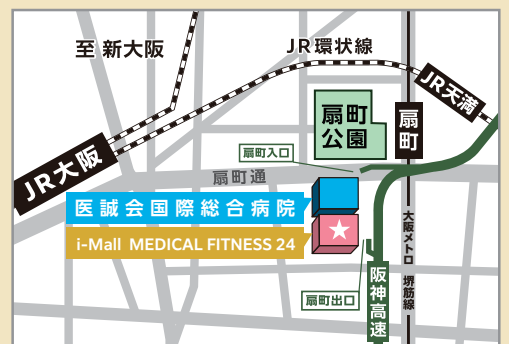 至 新大阪
JR環状線
JR天満
扇町
公園
扇町
扇町入口
JR大阪
扇町通
医誠会国際総合病院
i-Mall MEDICAL FITNESS 24
大阪メトロ 堺筋線
阪神高速
扇町出口